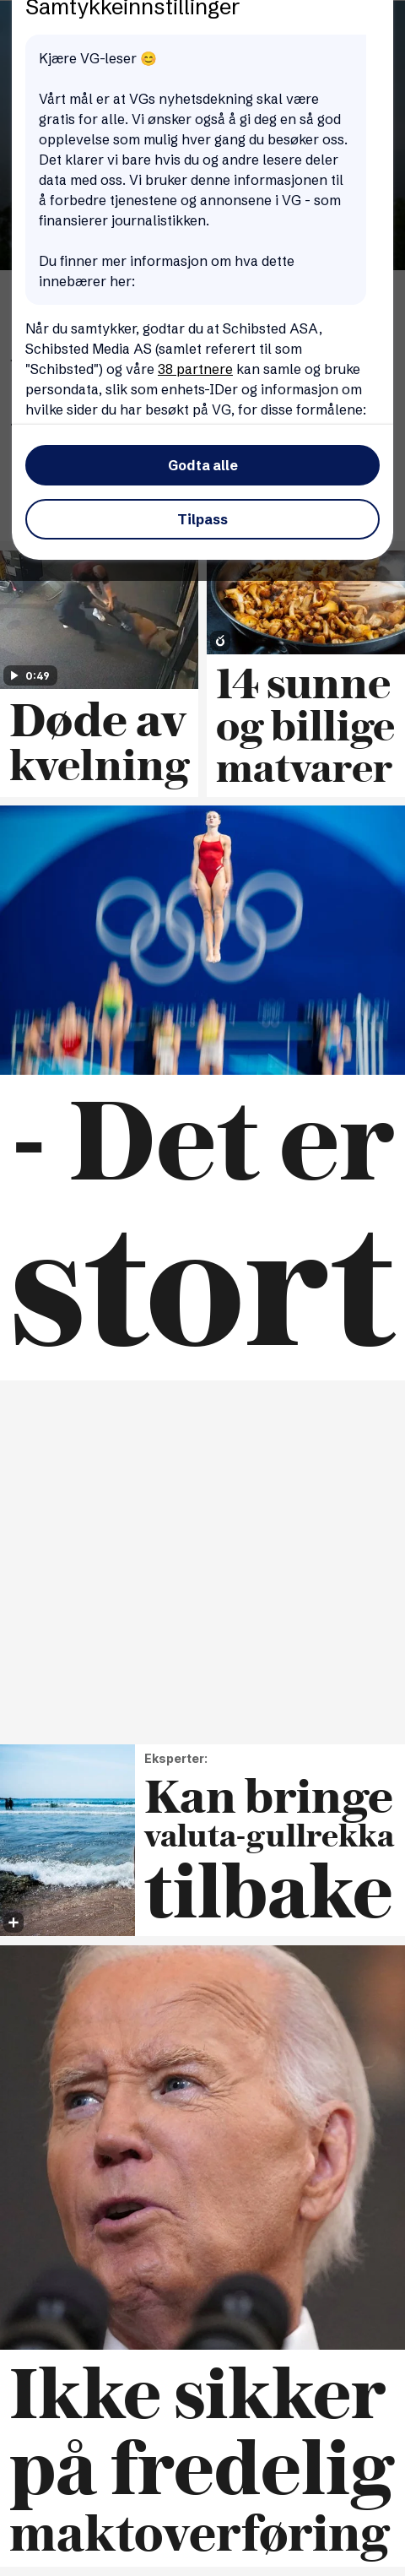 Samtykkeinnstillinger
Kjære VG-leser 😊
Vårt mål er at VGs nyhetsdekning skal være
gratis for alle. Vi ønsker også å gi deg en så god
opplevelse som mulig hver gang du besøker oss.
Det klarer vi bare hvis du og andre lesere deler
data med oss. Vi bruker denne informasjonen til
å forbedre tjenestene og annonsene i VG - som
finansierer journalistikken.
Du finner mer informasjon om hva dette
innebærer her:
Når du samtykker, godtar du at Schibsted ASA,
Schibsted Media AS (samlet referert til som
"Schibsted") og våre 38 partnere kan samle og bruke
persondata, slik som enhets-IDer og informasjon om
hvilke sider du har besøkt på VG, for disse formålene:
Godta alle
Tilpass
0:49
Døde av
kvelning
14 sunne
og billige
matvarer
- Det er
stort
Eksperter:
Kan bringe
valuta-gullrekka
tilbake
Ikke sikker
på fredelig
maktoverføring